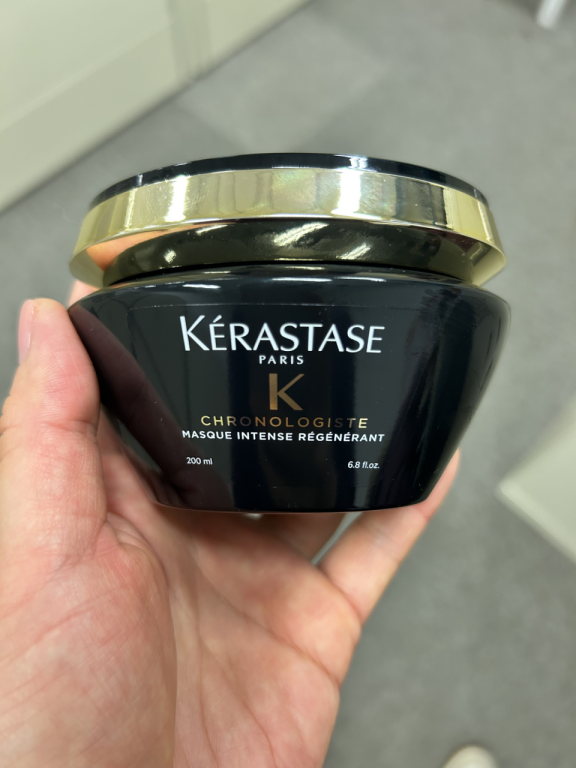 KÉRASTASE
PARIS
K
CHRONOLOGISTE
MASQUE INTENSE RÉGÉNÉRANT
200 ml 6.8 fl.oz.